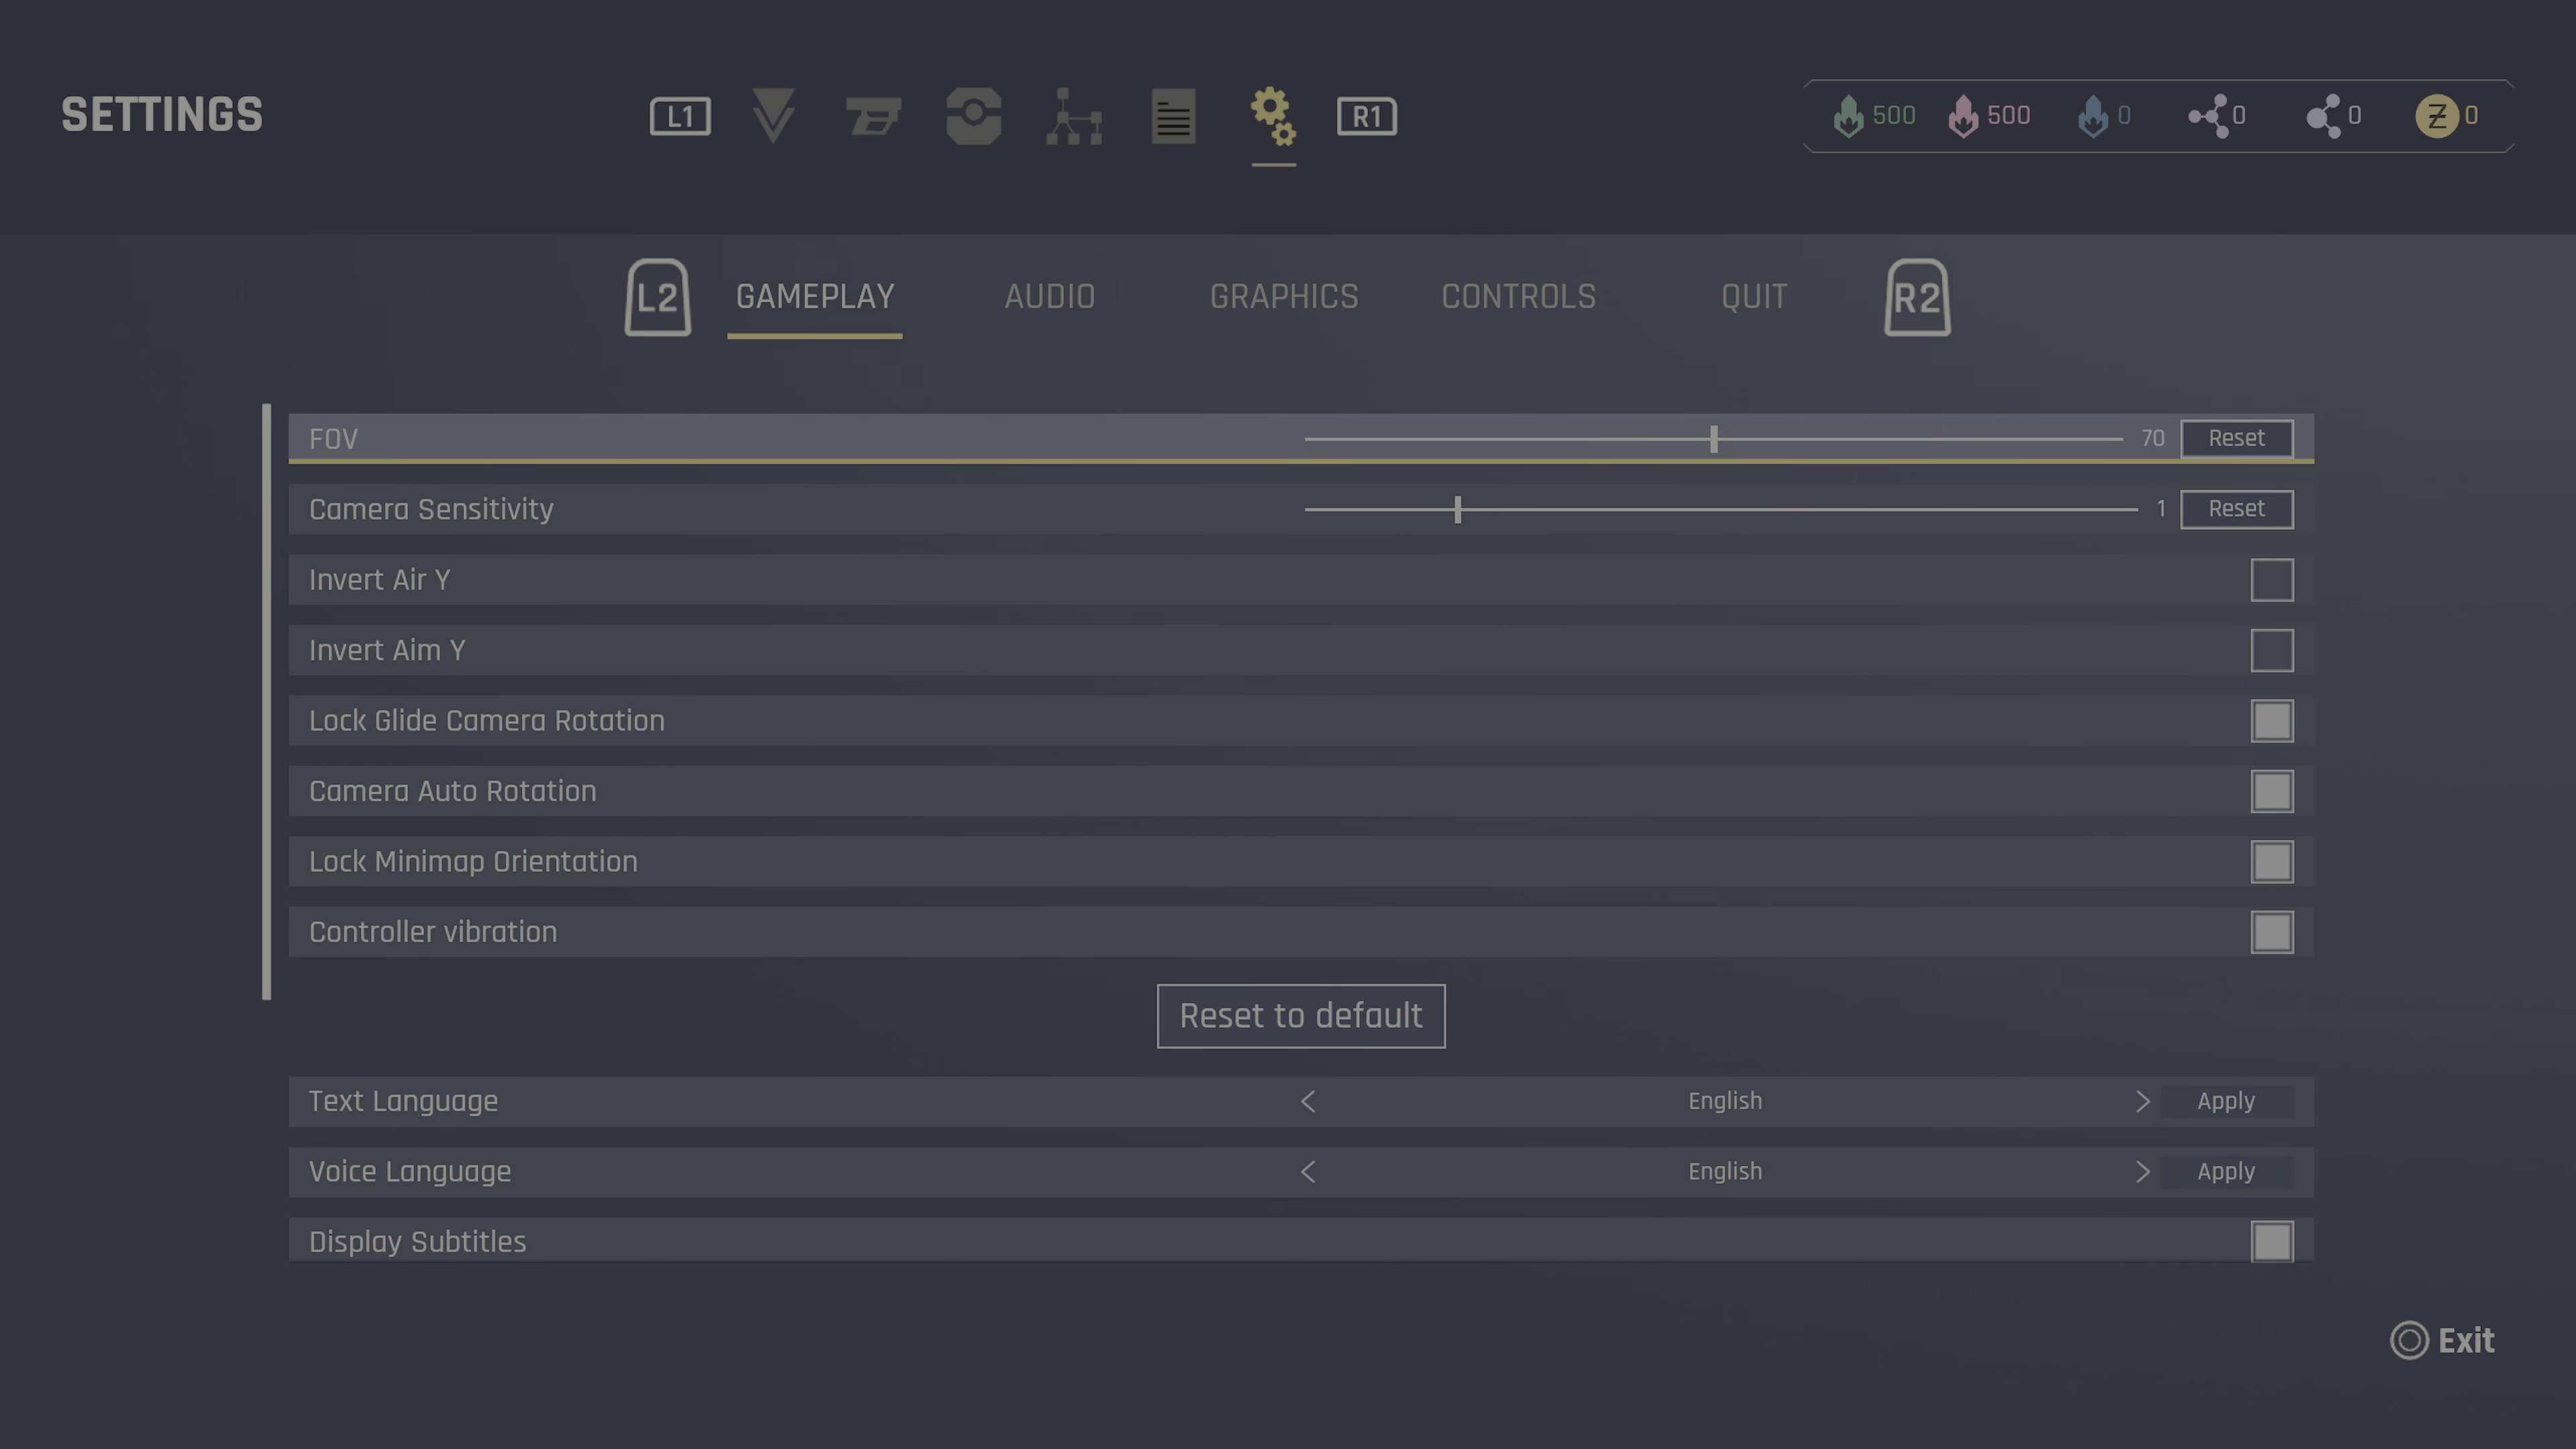 SETTINGS
L1
R1
500 500 0 0 0 Ƶ 0
L2 GAMEPLAY AUDIO GRAPHICS CONTROLS QUIT R2
FOV 70 Reset
Camera Sensitivity 1 Reset
Invert Air Y
Invert Aim Y
Lock Glide Camera Rotation
Camera Auto Rotation
Lock Minimap Orientation
Controller vibration
Reset to default
Text Language < English > Apply
Voice Language < English > Apply
Display Subtitles
Exit